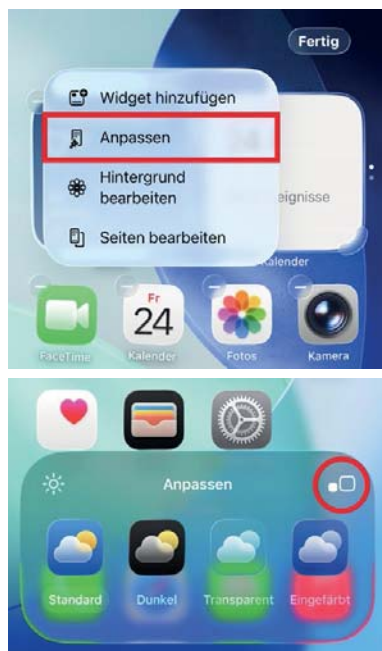 Fertig
Widget hinzufügen
Anpassen
Hintergrund
bearbeiten
Seiten bearbeiten
eignisse
alender
Fr
24
FaceTime
Kalender
Fotos
Kamera
Anpassen
Standard
Dunkel
Transparent
Eingefärbt